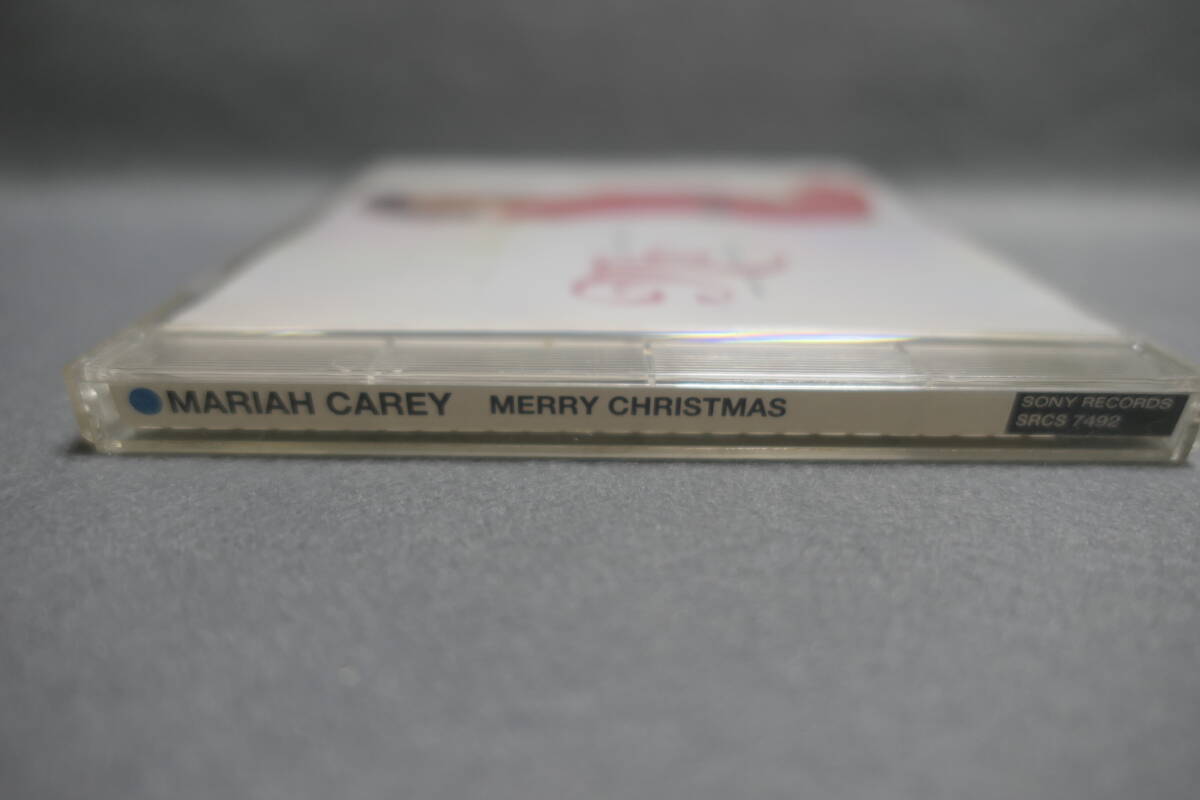 MARIAH CAREY MERRY CHRISTMAS
SONY RECORDS
SRCS 7492